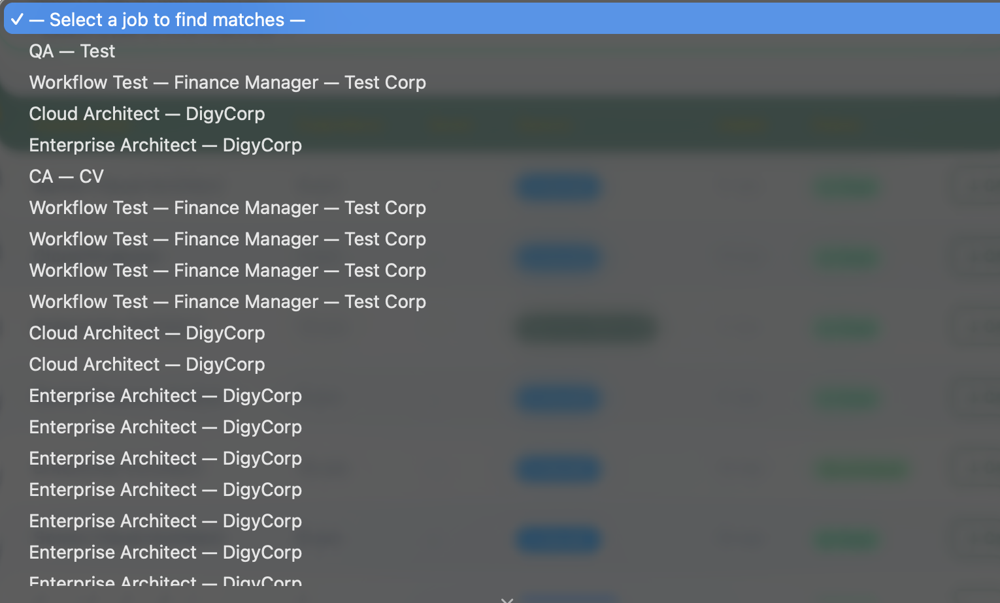 ✓ — Select a job to find matches —
QA — Test
Workflow Test — Finance Manager — Test Corp
Cloud Architect — DigyCorp
Enterprise Architect — DigyCorp
CA — CV
Workflow Test — Finance Manager — Test Corp
Workflow Test — Finance Manager — Test Corp
Workflow Test — Finance Manager — Test Corp
Workflow Test — Finance Manager — Test Corp
Cloud Architect — DigyCorp
Cloud Architect — DigyCorp
Enterprise Architect — DigyCorp
Enterprise Architect — DigyCorp
Enterprise Architect — DigyCorp
Enterprise Architect — DigyCorp
Enterprise Architect — DigyCorp
Enterprise Architect — DigyCorp
Enterprise Architect — DigyCorp